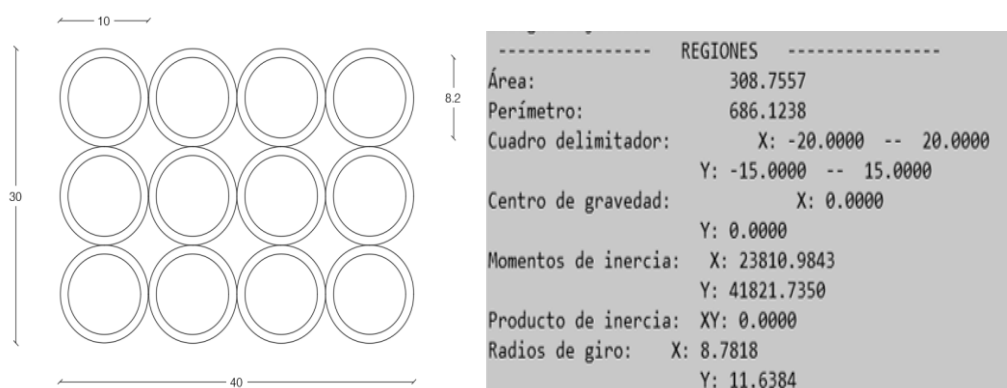 10
30
8.2
40
---------------- REGIONES ----------------
Área: 308.7557
Perímetro: 686.1238
Cuadro delimitador: X: -20.0000 -- 20.0000
Y: -15.0000 -- 15.0000
Centro de gravedad: X: 0.0000
Y: 0.0000
Momentos de inercia: X: 23810.9843
Y: 41821.7350
Producto de inercia: XY: 0.0000
Radios de giro: X: 8.7818
Y: 11.6384